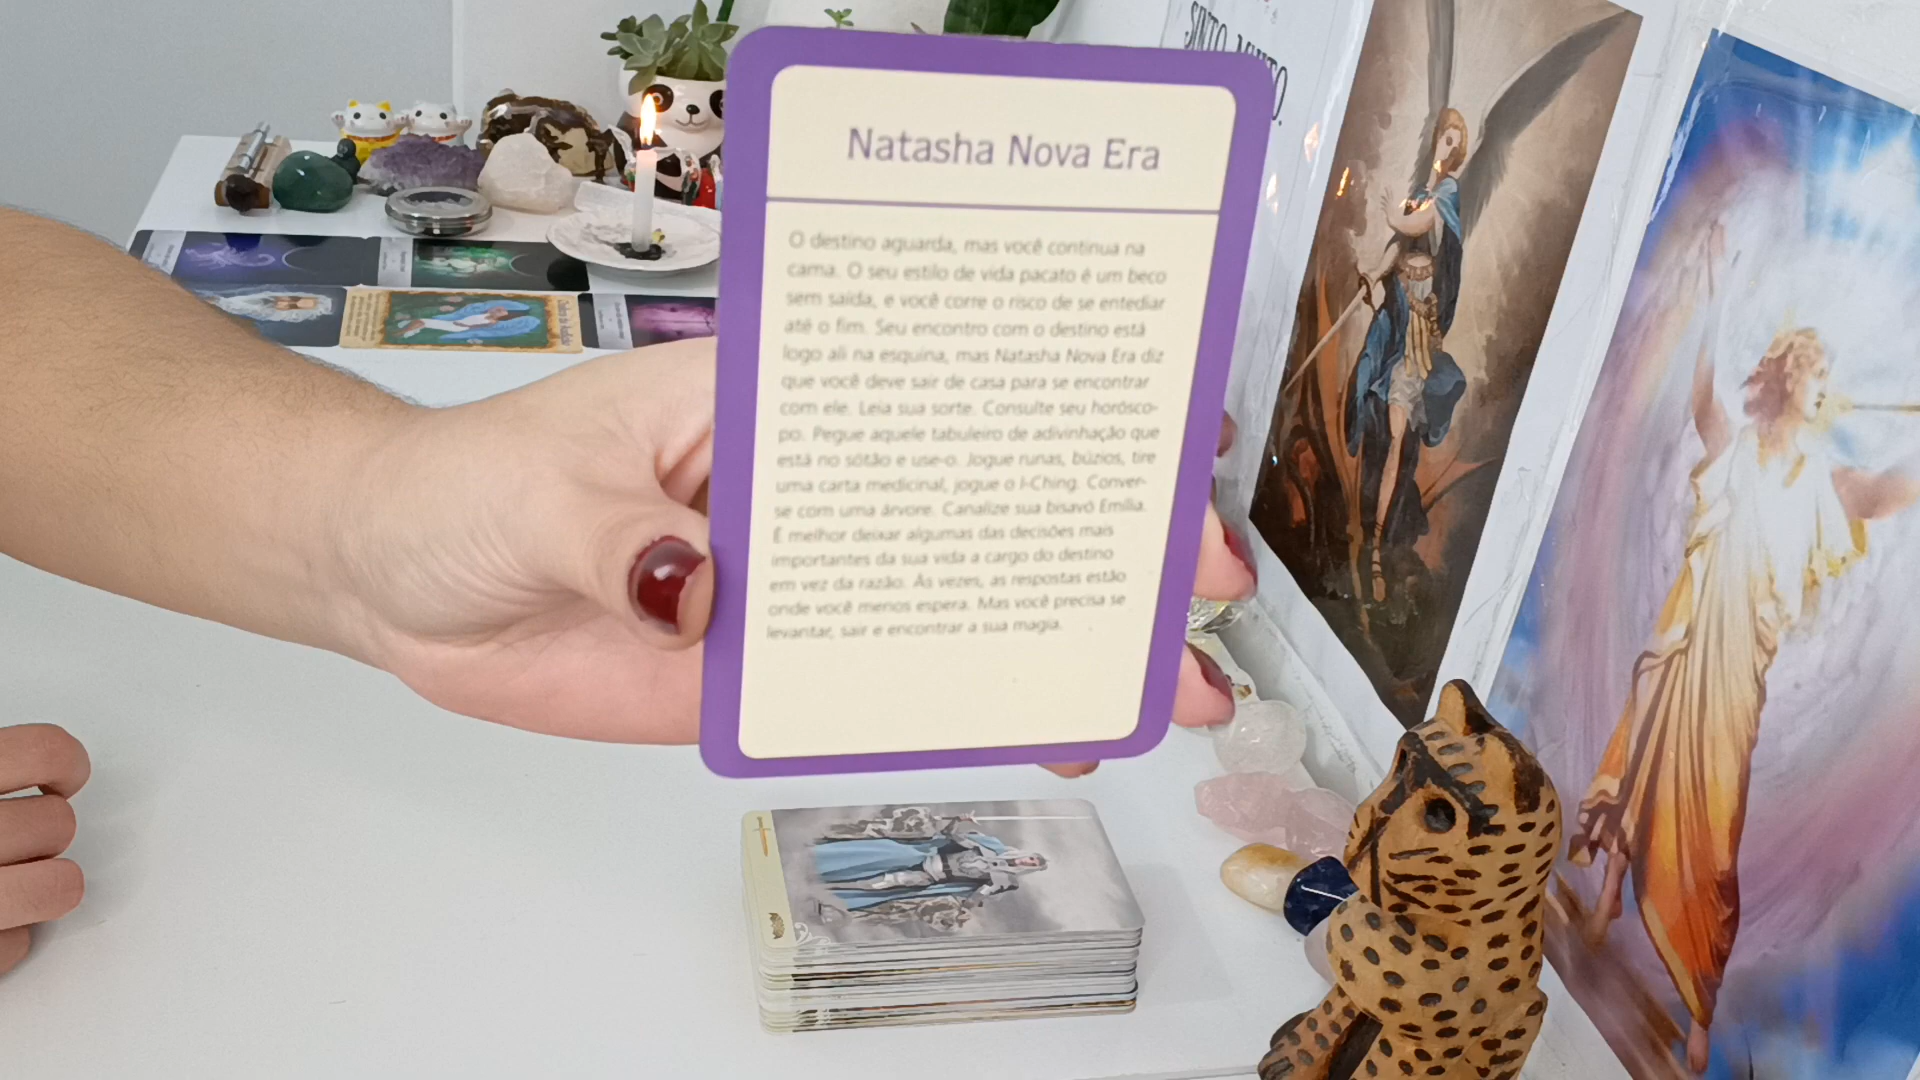 SINTO MUITO.
Natasha Nova Era
O destino aguarda, mas você continua na
cama. O seu estilo de vida pacato é um beco
sem saída, e você corre o risco de se entediar
até o fim. Seu encontro com o destino está
logo ali na esquina, mas Natasha Nova Era diz
que você deve sair de casa para se encontrar
com ele. Leia sua sorte. Consulte seu horósco-
po. Pegue aquele tabuleiro de adivinhação que
está no sótão e use-o. Jogue runas, búzios, tire
uma carta medicinal, jogue o I-Ching. Conver-
se com uma árvore. Canalize sua bisavó Emília.
É melhor deixar algumas das decisões mais
importantes da sua vida a cargo do destino
em vez da razão. Às vezes, as respostas estão
onde você menos espera. Mas você precisa se
levantar, sair e encontrar a sua magia.